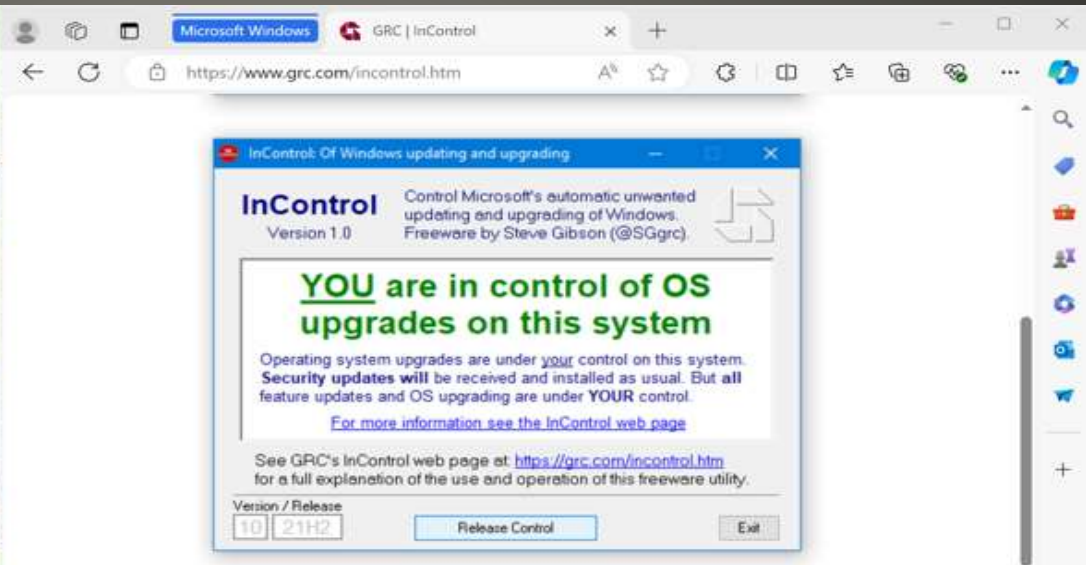 Microsoft Windows
GRC | InControl
https://www.grc.com/incontrol.htm
InControl: Of Windows updating and upgrading
InControl
Version 1.0
Control Microsoft's automatic unwanted
updating and upgrading of Windows.
Freeware by Steve Gibson (@SGgrc).
YOU are in control of OS
upgrades on this system
Operating system upgrades are under your control on this system.
Security updates will be received and installed as usual. But all
feature updates and OS upgrading are under YOUR control.
For more information see the InControl web page
See GRC's InControl web page at: https://grc.com/incontrol.htm
for a full explanation of the use and operation of this freeware utility.
Version / Release
10 21H2
Release Control
Exit